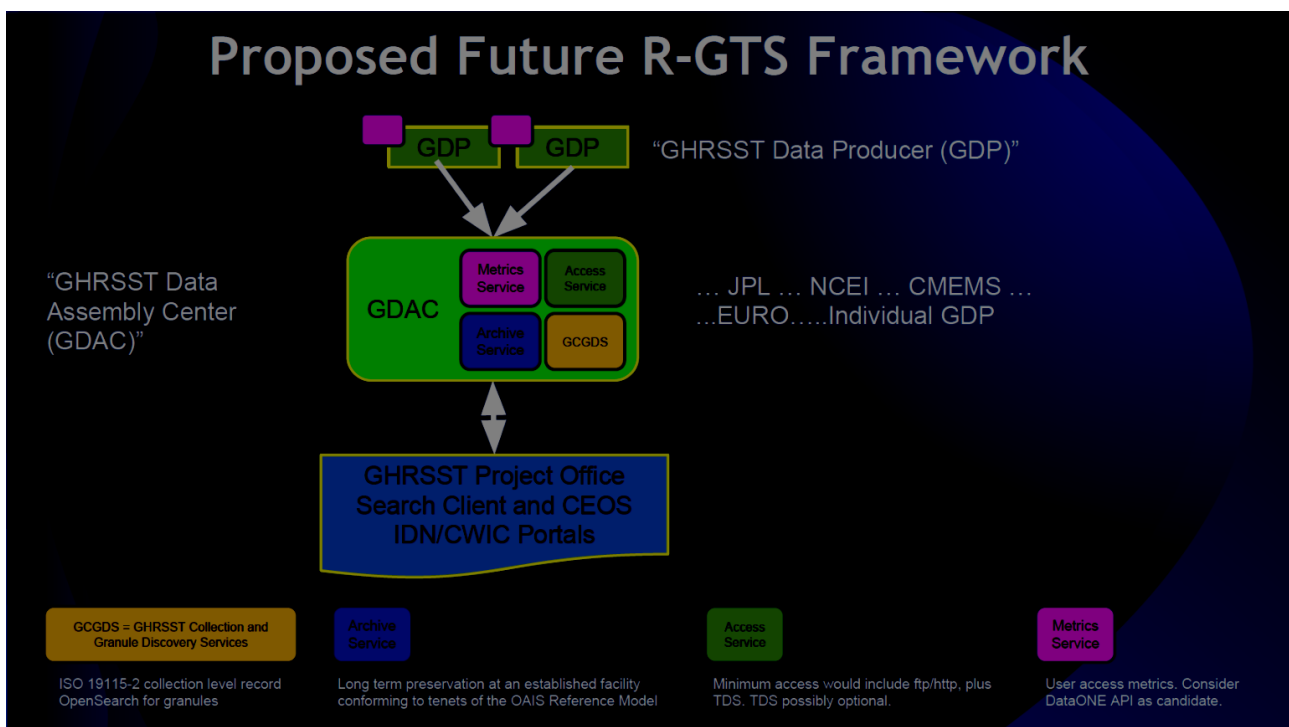 Proposed Future R-GTS Framework
GDP
GDP
“GHRSST Data Producer (GDP)”
“GHRSST Data
Assembly Center
(GDAC)”
GDAC
Metrics
Service
Access
Service
Archive
Service
GCGDS
… JPL … NCEI … CMEMS …
...EURO…..Individual GDP
GHRSST Project Office
Search Client and CEOS
IDN/CWIC Portals
GCGDS = GHRSST Collection and
Granule Discovery Services
ISO 19115-2 collection level record
OpenSearch for granules
Archive
Service
Long term preservation at an established facility
conforming to tenets of the OAIS Reference Model
Access
Service
Minimum access would include ftp/http, plus
TDS. TDS possibly optional.
Metrics
Service
User access metrics. Consider
DataONE API as candidate.